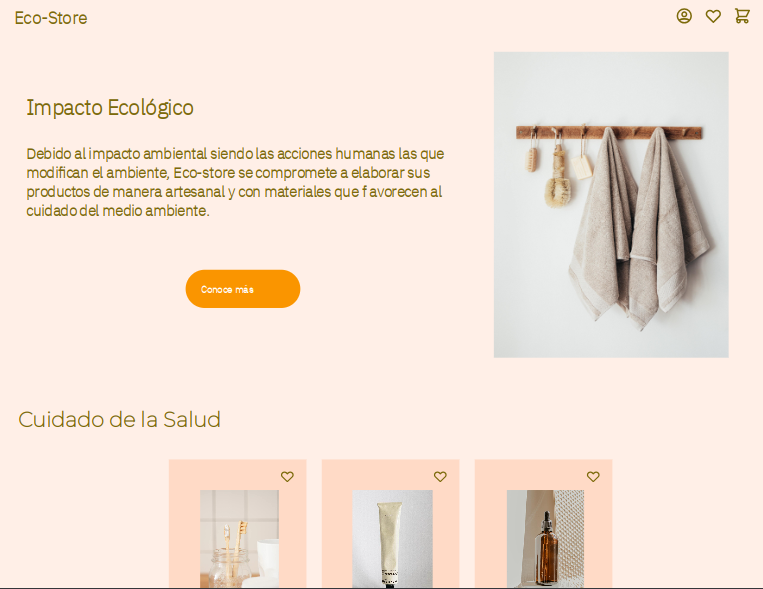 Eco-Store
Impacto Ecológico
Debido al impacto ambiental siendo las acciones humanas las que
modifican el ambiente, Eco-store se compromete a elaborar sus
productos de manera artesanal y con materiales que favorecen al
cuidado del medio ambiente.
Conoce más
Cuidado de la Salud